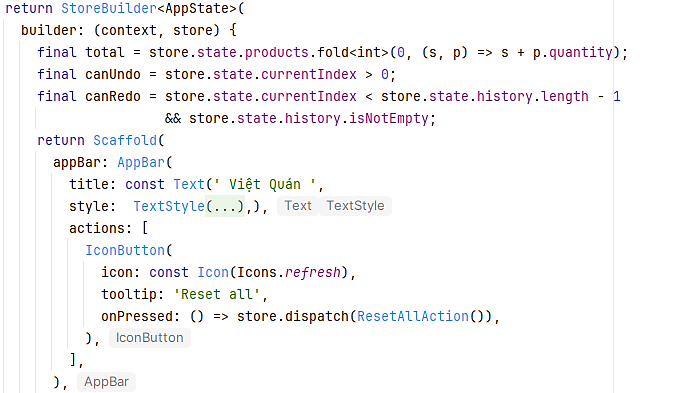 return StoreBuilder<AppState>(
builder: (context, store) {
final total = store.state.products.fold<int>(0, (s, p) => s + p.quantity);
final canUndo = store.state.currentIndex > 0;
final canRedo = store.state.currentIndex < store.state.history.length - 1
&& store.state.history.isNotEmpty;
return Scaffold(
appBar: AppBar(
title: const Text(' Việt Quán ',
style:  TextStyle(...),), Text TextStyle
actions: [
IconButton(
icon: const Icon(Icons.refresh),
tooltip: 'Reset all',
onPressed: () => store.dispatch(ResetAllAction()),
), IconButton
],
), AppBar